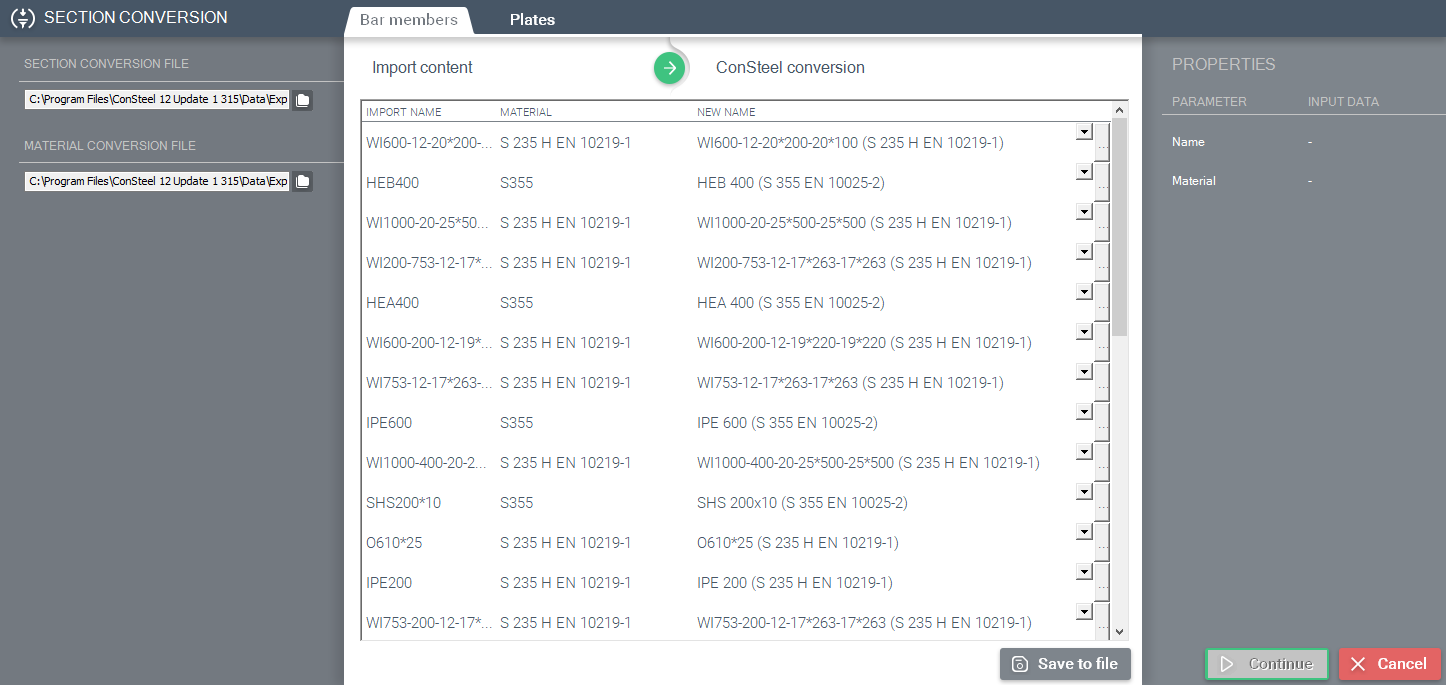 SECTION CONVERSION
Bar members
Plates
SECTION CONVERSION FILE
C:\Program Files\ConSteel 12 Update 1 315\Data\Exp
MATERIAL CONVERSION FILE
C:\Program Files\ConSteel 12 Update 1 315\Data\Exp
Import content
ConSteel conversion
IMPORT NAME MATERIAL NEW NAME
WI600-12-20*200-... S 235 H EN 10219-1 WI600-12-20*200-20*100 (S 235 H EN 10219-1) ...
HEB400 S355 HEB 400 (S 355 EN 10025-2) ...
WI1000-20-25*50... S 235 H EN 10219-1 WI1000-20-25*500-25*500 (S 235 H EN 10219-1) ...
WI200-753-12-17*... S 235 H EN 10219-1 WI200-753-12-17*263-17*263 (S 235 H EN 10219-1) ...
HEA400 S355 HEA 400 (S 355 EN 10025-2) ...
WI600-200-12-19*... S 235 H EN 10219-1 WI600-200-12-19*220-19*220 (S 235 H EN 10219-1) ...
WI753-12-17*263-... S 235 H EN 10219-1 WI753-12-17*263-17*263 (S 235 H EN 10219-1) ...
IPE600 S355 IPE 600 (S 355 EN 10025-2) ...
WI1000-400-20-2... S 235 H EN 10219-1 WI1000-400-20-25*500-25*500 (S 235 H EN 10219-1) ...
SHS200*10 S355 SHS 200x10 (S 355 EN 10025-2) ...
O610*25 S 235 H EN 10219-1 O610*25 (S 235 H EN 10219-1) ...
IPE200 S 235 H EN 10219-1 IPE 200 (S 235 H EN 10219-1) ...
WI753-200-12-17*... S 235 H EN 10219-1 WI753-200-12-17*263-17*263 (S 235 H EN 10219-1) ...
Save to file
PROPERTIES
PARAMETER INPUT DATA
Name -
Material -
Continue
Cancel